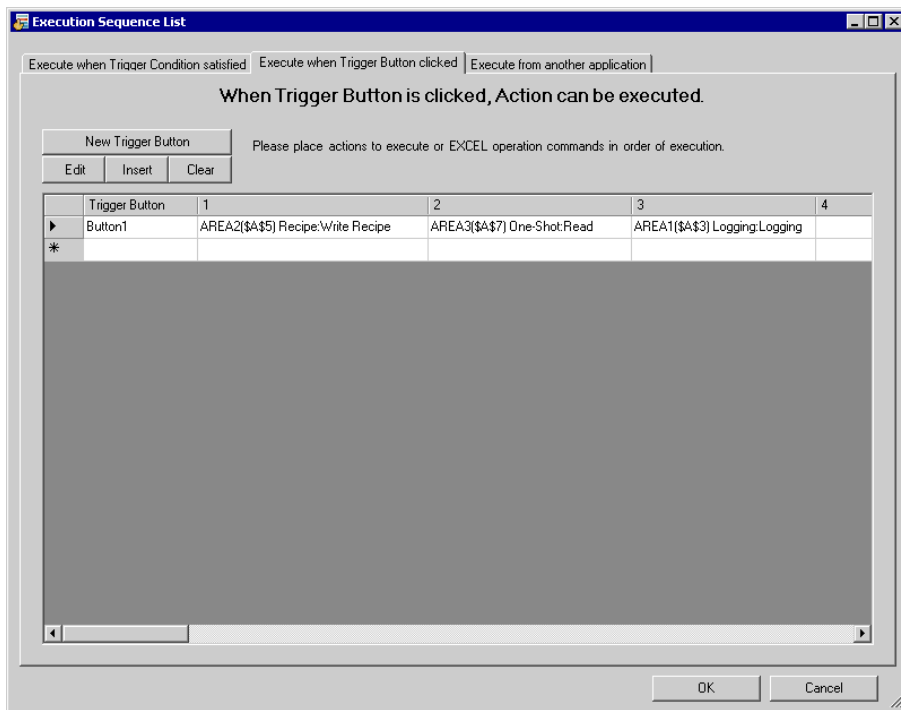 Execution Sequence List
Execute when Trigger Condition satisfied Execute when Trigger Button clicked Execute from another application
When Trigger Button is clicked, Action can be executed.
New Trigger Button
Please place actions to execute or EXCEL operation commands in order of execution.
Edit Insert Clear
Trigger Button 1 2 3 4
Button1 AREA2($A$5) Recipe:Write Recipe AREA3($A$7) One-Shot:Read AREA1($A$3) Logging:Logging
OK Cancel